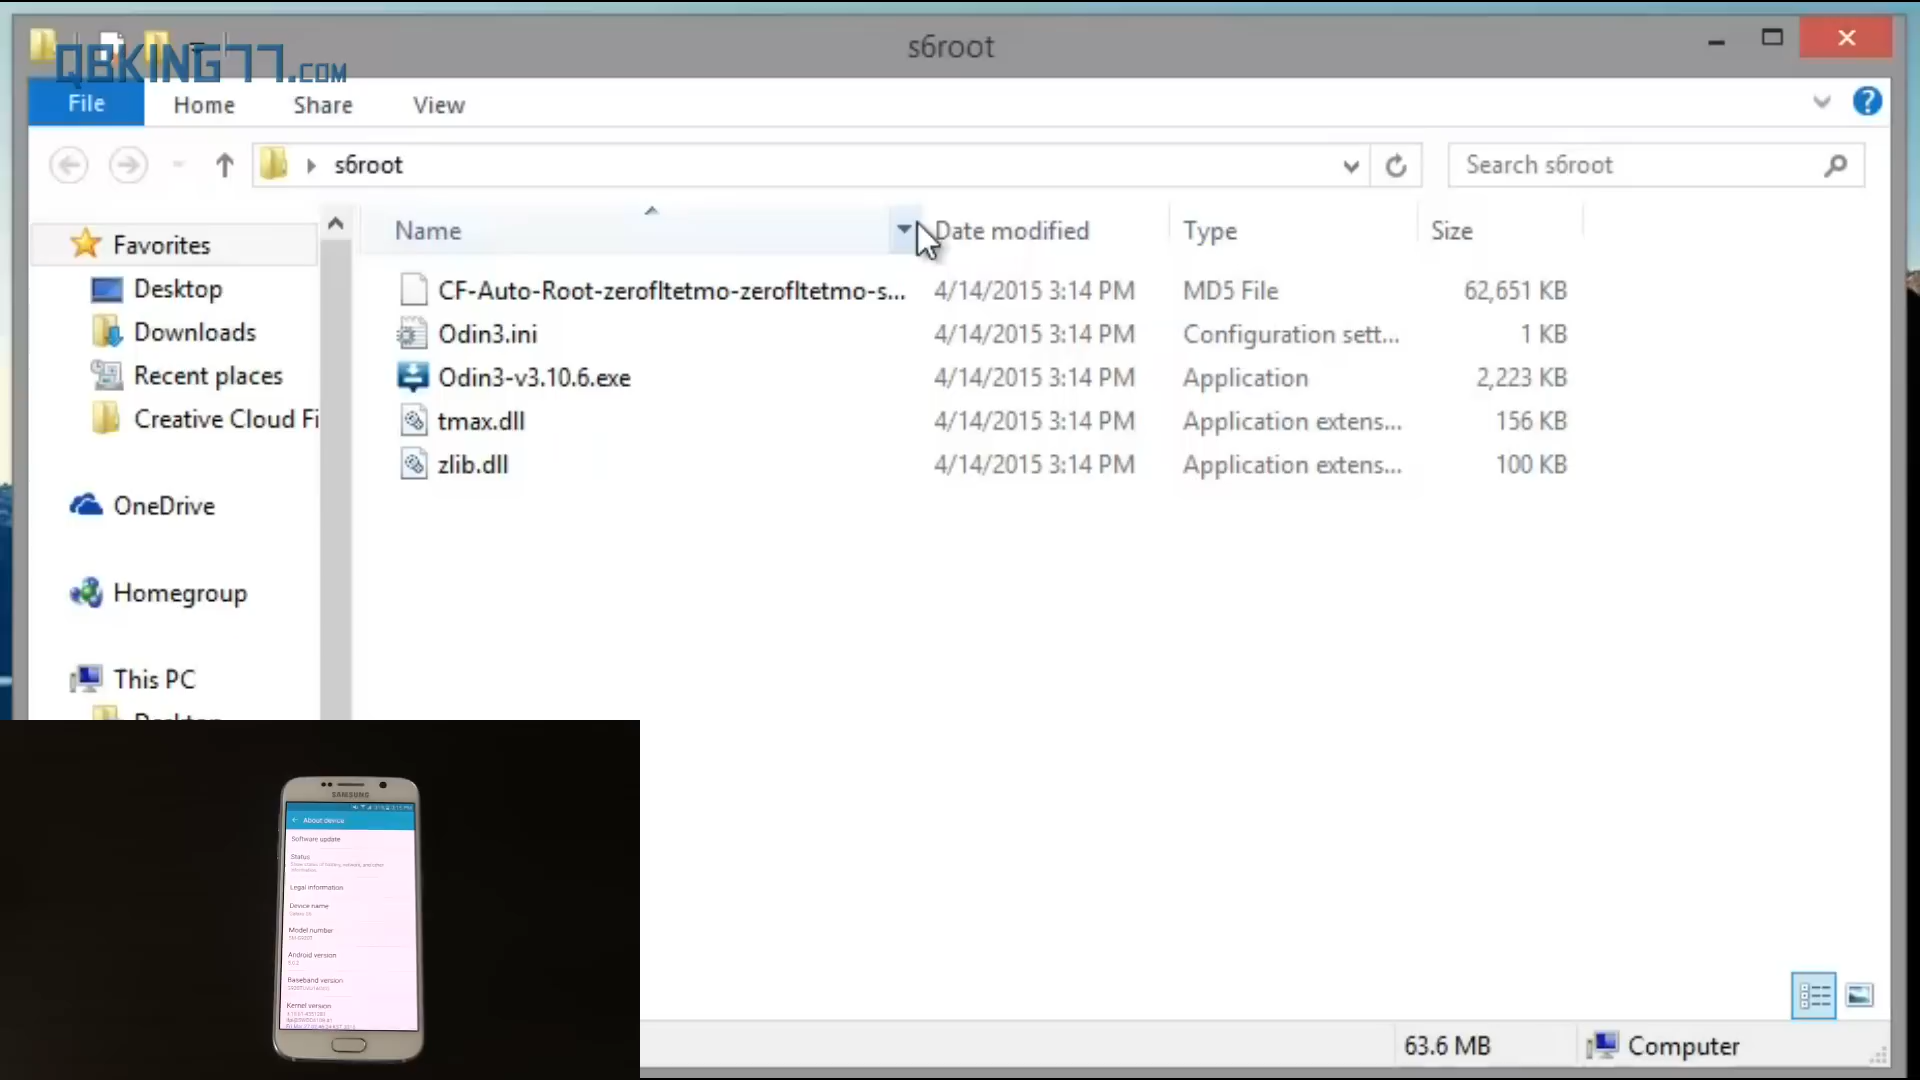 s6root
QBKING77.COM
File Home Share View
s6root
Search s6root
Name Date modified Type Size
CF-Auto-Root-zerofltetmo-zerofltetmo-s... 4/14/2015 3:14 PM MD5 File 62,651 KB
Odin3.ini 4/14/2015 3:14 PM Configuration sett... 1 KB
Odin3-v3.10.6.exe 4/14/2015 3:14 PM Application 2,223 KB
tmax.dll 4/14/2015 3:14 PM Application extens... 156 KB
zlib.dll 4/14/2015 3:14 PM Application extens... 100 KB
Favorites
Desktop
Downloads
Recent places
Creative Cloud Fi
OneDrive
Homegroup
This PC
Desktop
63.6 MB
Computer
SAMSUNG
About device
Software update
Status
Legal information
Device name
Model number
Android version
Baseband version
Kernel version